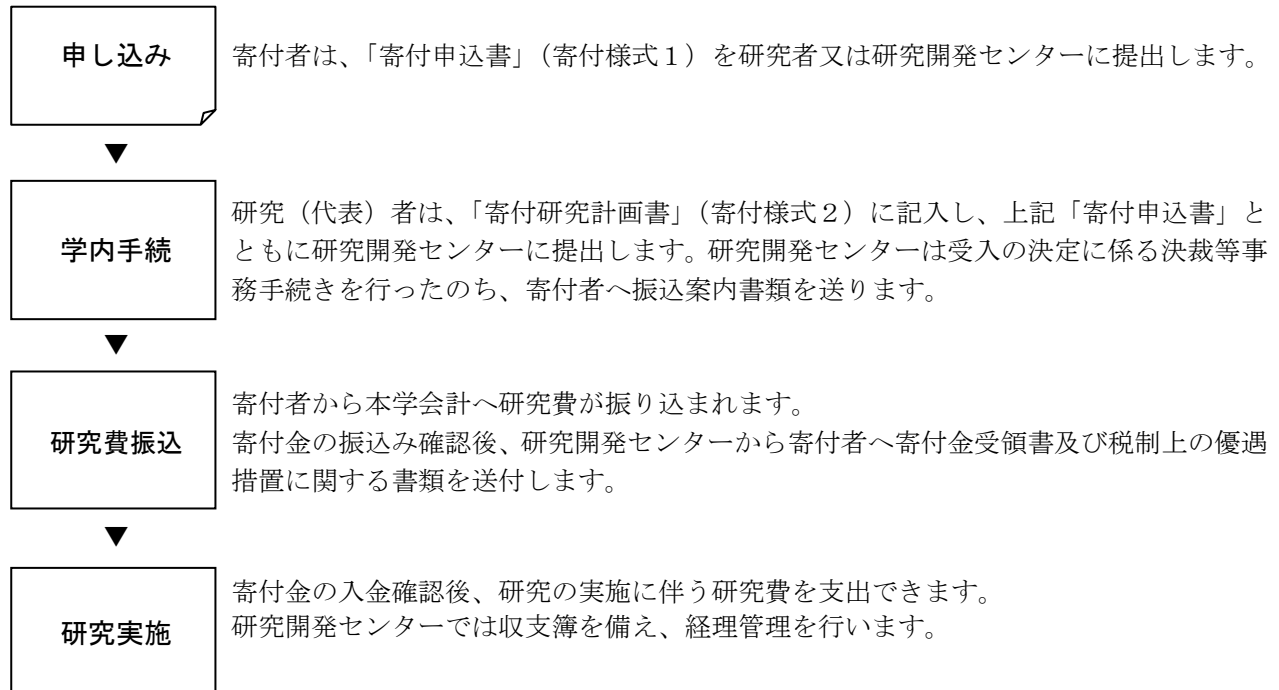 申し込み
寄付者は、「寄付申込書」（寄付様式１）を研究者又は研究開発センターに提出します。
▼
学内手続
研究（代表）者は、「寄付研究計画書」（寄付様式２）に記入し、上記「寄付申込書」と
ともに研究開発センターに提出します。研究開発センターは受入の決定に係る決裁等事
務手続きを行ったのち、寄付者へ振込案内書類を送ります。
▼
研究費振込
寄付者から本学会計へ研究費が振り込まれます。
寄付金の振込み確認後、研究開発センターから寄付者へ寄付金受領書及び税制上の優遇
措置に関する書類を送付します。
▼
研究実施
寄付金の入金確認後、研究の実施に伴う研究費を支出できます。
研究開発センターでは収支簿を備え、経理管理を行います。